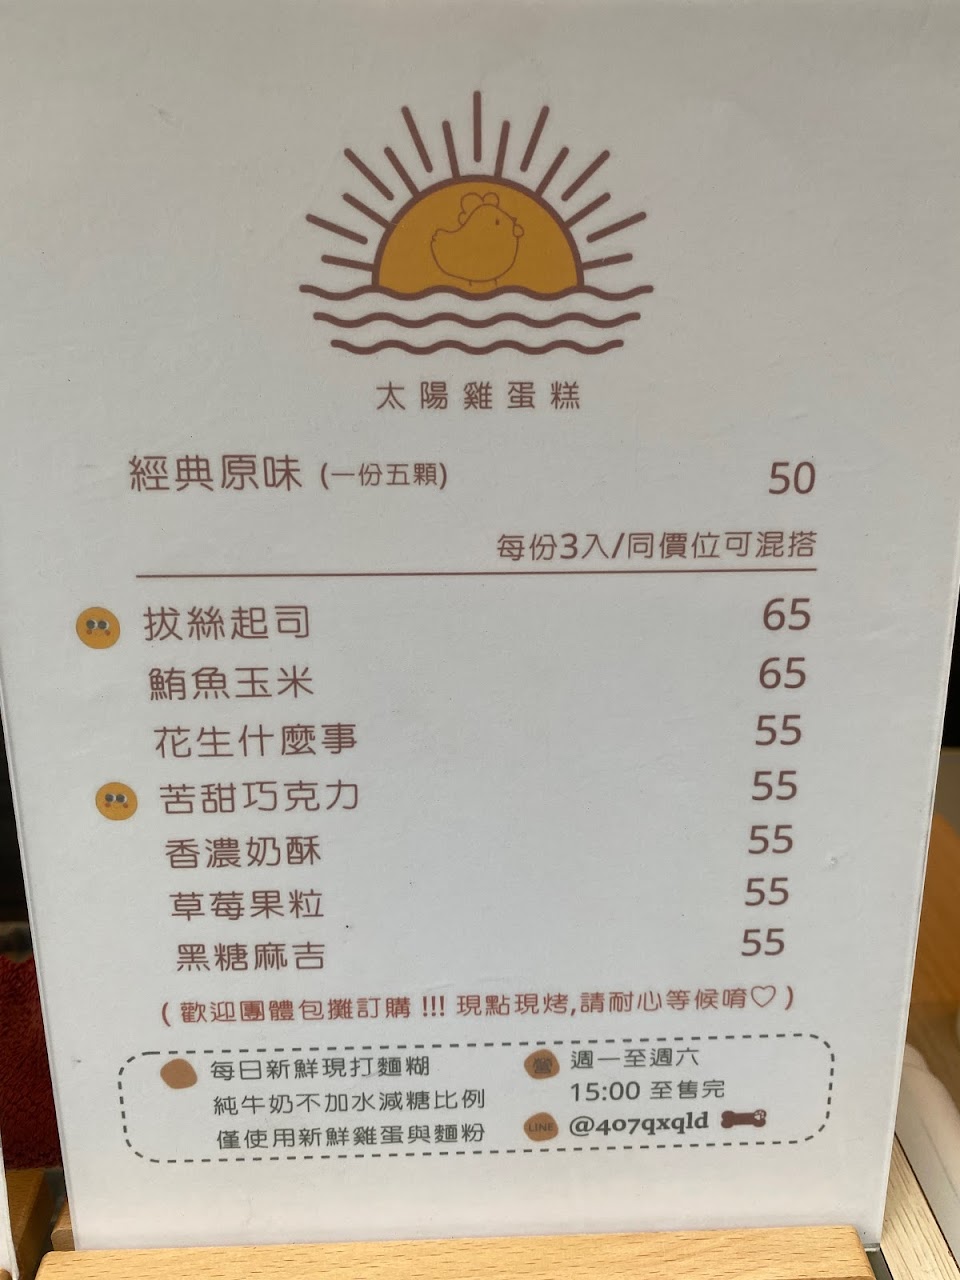 太陽雞蛋糕
經典原味 (一份五顆) 50
每份3入/同價位可混搭
拔絲起司 65
鮪魚玉米 65
花生什麼事 55
苦甜巧克力 55
香濃奶酥 55
草莓果粒 55
黑糖麻吉 55
( 歡迎團體包攤訂購 !!! 現點現烤,請耐心等候唷♡ )
每日新鮮現打麵糊
純牛奶不加水減糖比例
僅使用新鮮雞蛋與麵粉
營 週一至週六
15:00 至售完
LINE @407qxqld